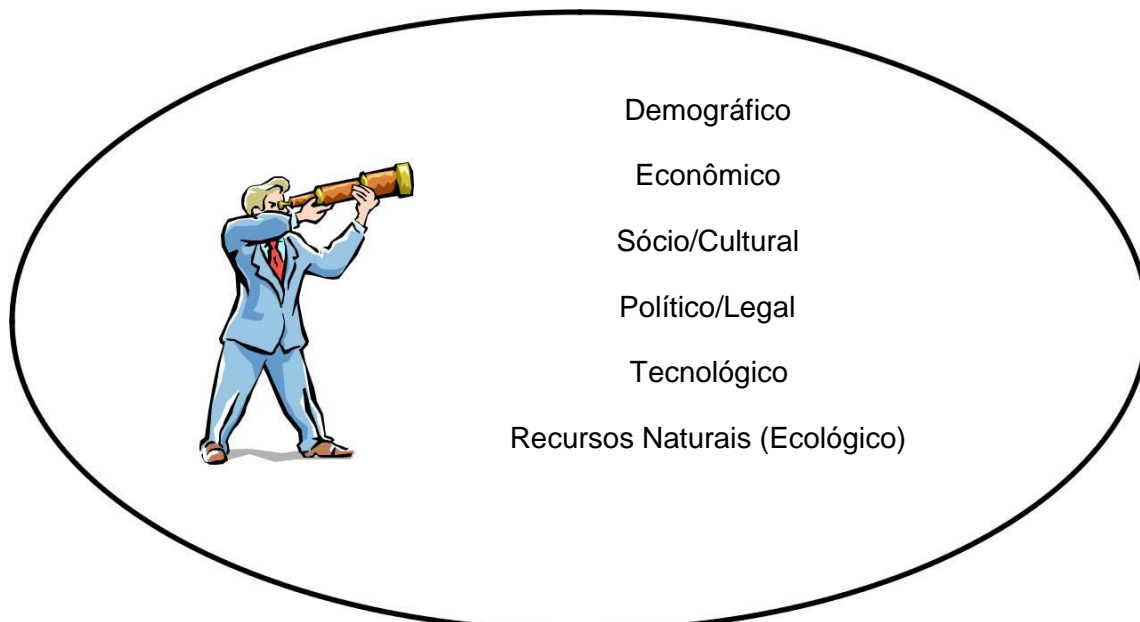 Demográfico
Econômico
Sócio/Cultural
Político/Legal
Tecnológico
Recursos Naturais (Ecológico)